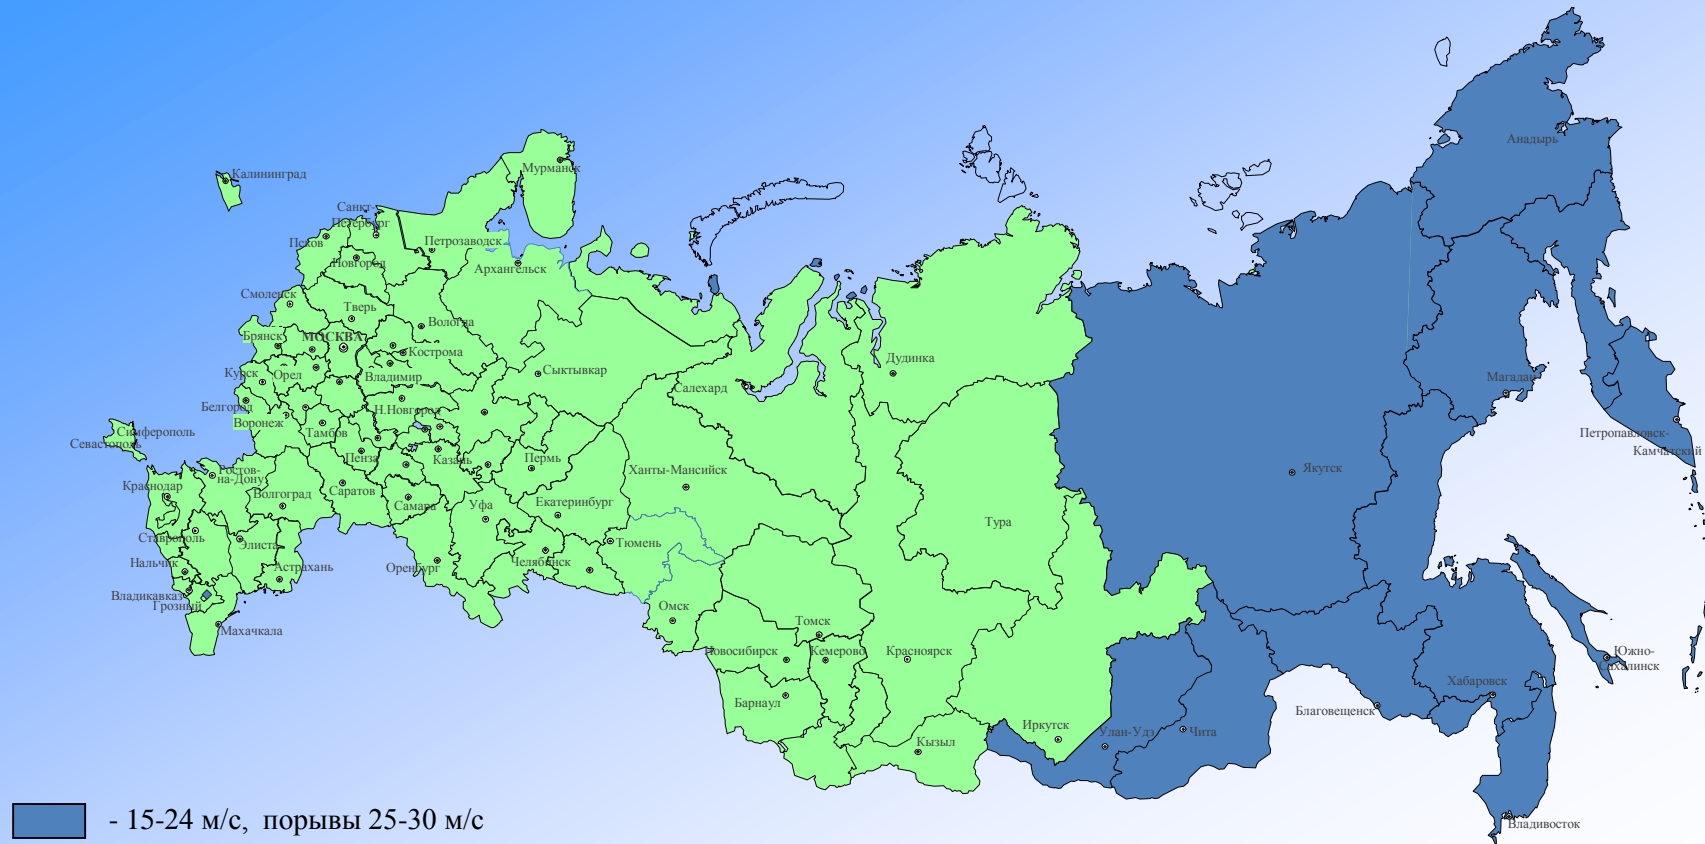 Анадырь
Мурманск
Калининград
Санкт-
Петербург
Псков
Петрозаводск
Новгород
Архангельск
Смоленск
Тверь
Вологда
Брянск
МОСКВА
Кострома
Дудинка
Курск
Орел
Владимир
Сыктывкар
Салехард
Магадан
Белгород
Н.Новгород
Воронеж
Тамбов
Симферополь
Севастополь
Петропавловск-
Камчатский
Пенза
Казань
Пермь
Ханты-Мансийск
Якутск
Ростов-
на-Дону
Краснодар
Волгоград
Саратов
Самара
Уфа
Екатеринбург
Тура
Ставрополь
Элиста
Тюмень
Нальчик
Астрахань
Оренбург
Челябинск
Владикавказ
Грозный
Омск
Томск
Махачкала
Новосибирск
Кемерово
Красноярск
Южно-
Сахалинск
Хабаровск
Барнаул
Благовещенск
Иркутск
Улан-Удэ
Чита
Кызыл
- 15-24 м/с, порывы 25-30 м/с
Владивосток